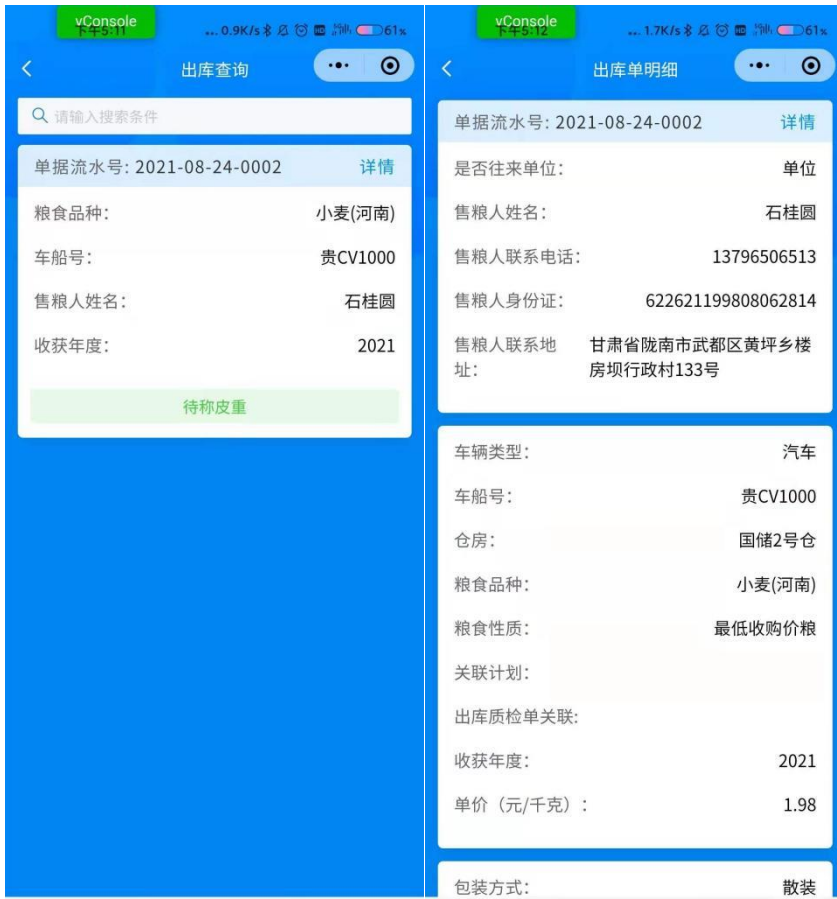 vConsole
下午5:11
... 0.9K/s 61%
出库查询
请输入搜索条件
单据流水号: 2021-08-24-0002 详情
粮食品种: 小麦(河南)
车船号: 贵CV1000
售粮人姓名: 石桂圆
收获年度: 2021
待称皮重
vConsole
下午5:12
... 1.7K/s 61%
出库单明细
单据流水号: 2021-08-24-0002 详情
是否往来单位: 单位
售粮人姓名: 石桂圆
售粮人联系电话: 13796506513
售粮人身份证: 622621199808062814
售粮人联系地 甘肃省陇南市武都区黄坪乡楼
址: 房坝行政村133号
车辆类型: 汽车
车船号: 贵CV1000
仓房: 国储2号仓
粮食品种: 小麦(河南)
粮食性质: 最低收购价粮
关联计划:
出库质检单关联:
收获年度: 2021
单价（元/千克）: 1.98
包装方式: 散装